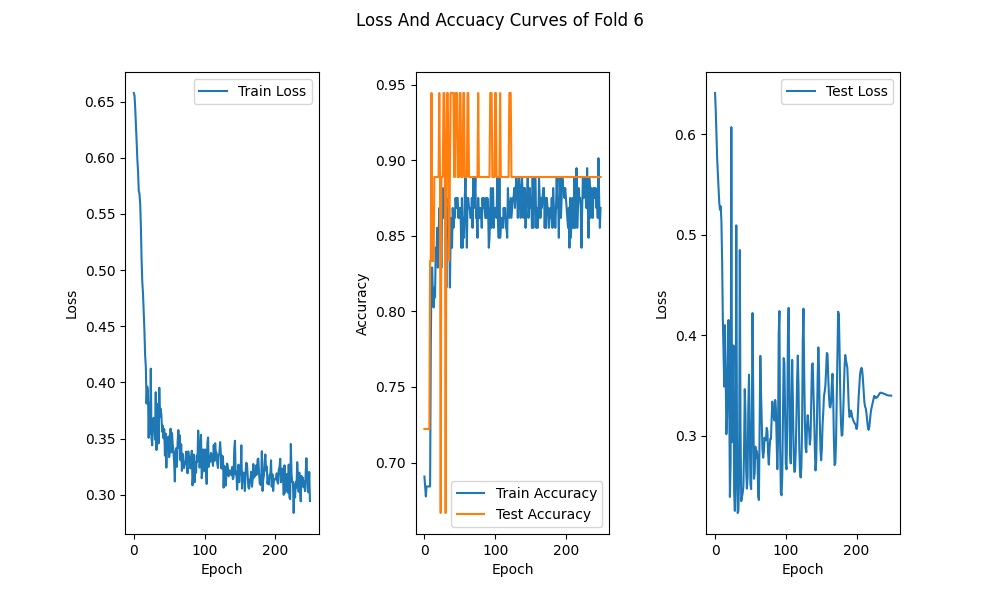 Loss And Accuacy Curves of Fold 6
Train Loss
0.65
0.60
0.55
0.50
0.45
0.40
0.35
0.30
Loss
0 100 200
Epoch
0.95
0.90
0.85
0.80
0.75
0.70
Accuracy
Train Accuracy
Test Accuracy
0 100 200
Epoch
Test Loss
0.6
0.5
0.4
0.3
Loss
0 100 200
Epoch